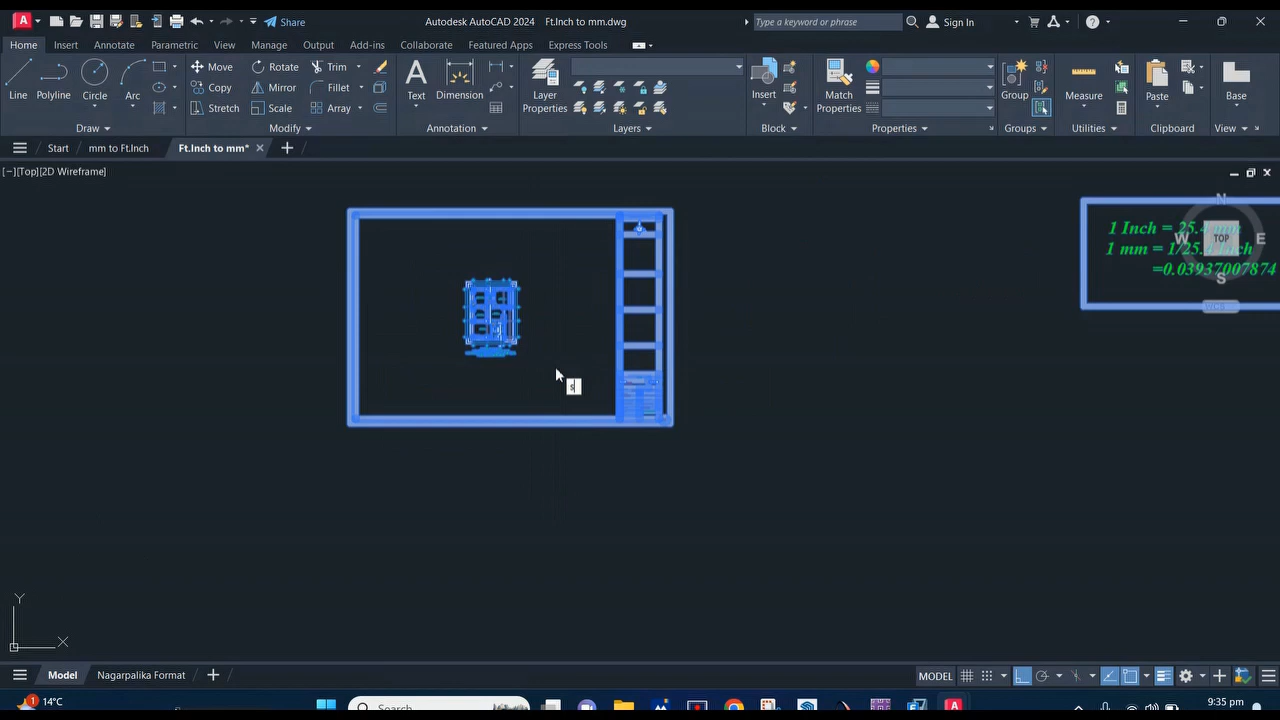 Share
Autodesk AutoCAD 2024 Ft.Inch to mm.dwg
Type a keyword or phrase
Sign In
Home Insert Annotate Parametric View Manage Output Add-ins Collaborate Featured Apps Express Tools
Line Polyline Circle Arc
Move Rotate Trim
Copy Mirror Fillet
Stretch Scale Array
Text Dimension
Layer Properties
Insert
Match Properties
Group
Measure
Paste
Base
Draw Modify Annotation Layers Block Properties Groups Utilities Clipboard View
Start mm to Ft.Inch Ft.Inch to mm*
[−][Top][2D Wireframe]
N
W TOP E
S
1 Inch = 25.4 mm
1 mm = 1/25.4 Inch
=0.03937007874
Y
X
Model Nagarpalika Format
MODEL
14°C
Search
9:35 pm